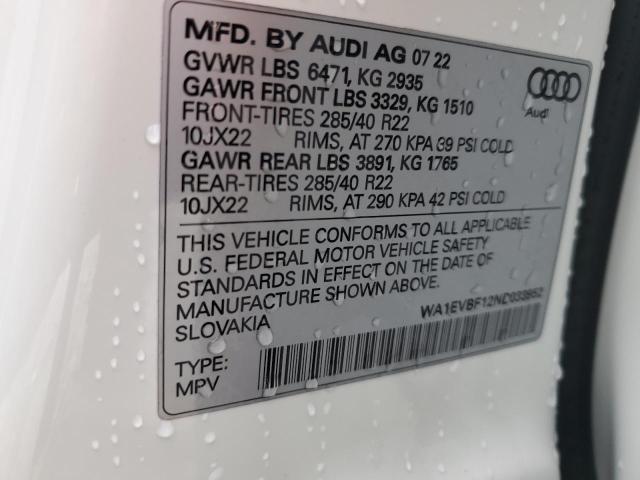 MFD. BY AUDI AG 07 22
GVWR LBS 6471, KG 2935
GAWR FRONT LBS 3329, KG 1510
FRONT-TIRES 285/40 R22
10JX22 RIMS, AT 270 KPA 39 PSI COLD
GAWR REAR LBS 3891, KG 1765
REAR-TIRES 285/40 R22
10JX22 RIMS, AT 290 KPA 42 PSI COLD
Audi
THIS VEHICLE CONFORMS TO ALL APPLICABLE
U.S. FEDERAL MOTOR VEHICLE SAFETY
STANDARDS IN EFFECT ON THE DATE OF
MANUFACTURE SHOWN ABOVE.
SLOVAKIA
WA1EVBF12ND033852
TYPE:
MPV